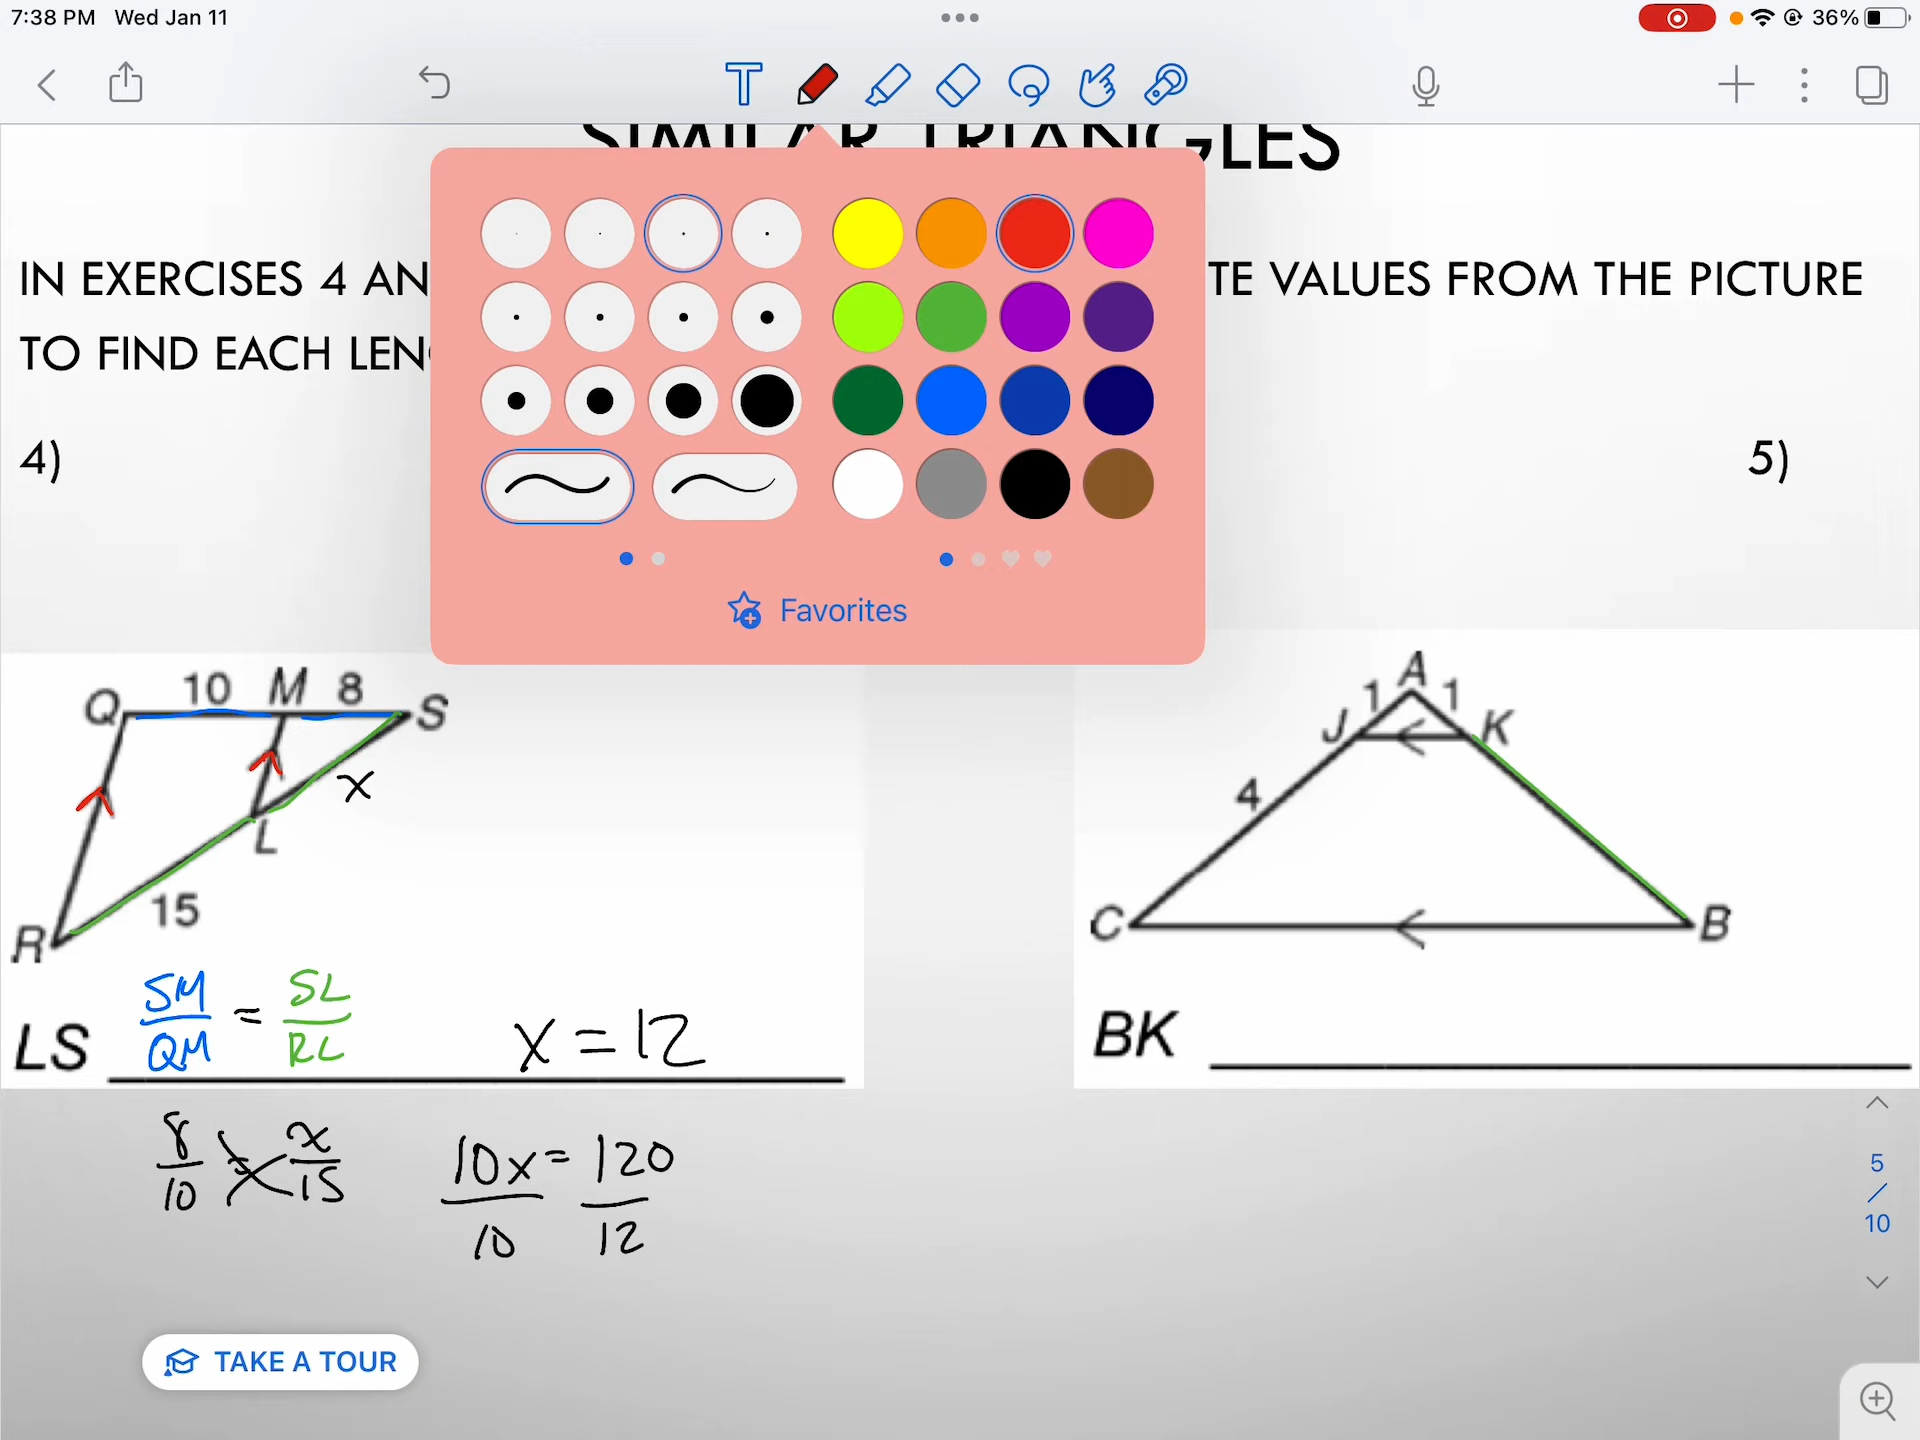 7:38 PM Wed Jan 11
36%
T
SIMILAR TRIANGLES
IN EXERCISES 4 AN
TE VALUES FROM THE PICTURE
TO FIND EACH LEN
4)
5)
Favorites
Q 10 M 8 S
x
L
15
R
A
1 1
J K
4
C B
SM = SL
QM RL
LS x = 12
BK
8 = x
10 15
10x = 120
10 12
5
/
10
TAKE A TOUR